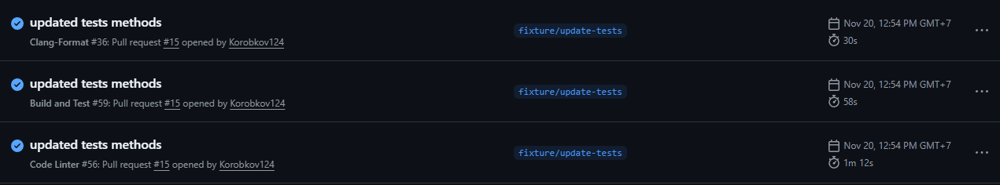 updated tests methods
Clang-Format #36: Pull request #15 opened by Korobkov124
fixture/update-tests
Nov 20, 12:54 PM GMT+7
30s
updated tests methods
Build and Test #59: Pull request #15 opened by Korobkov124
fixture/update-tests
Nov 20, 12:54 PM GMT+7
58s
updated tests methods
Code Linter #56: Pull request #15 opened by Korobkov124
fixture/update-tests
Nov 20, 12:54 PM GMT+7
1m 12s